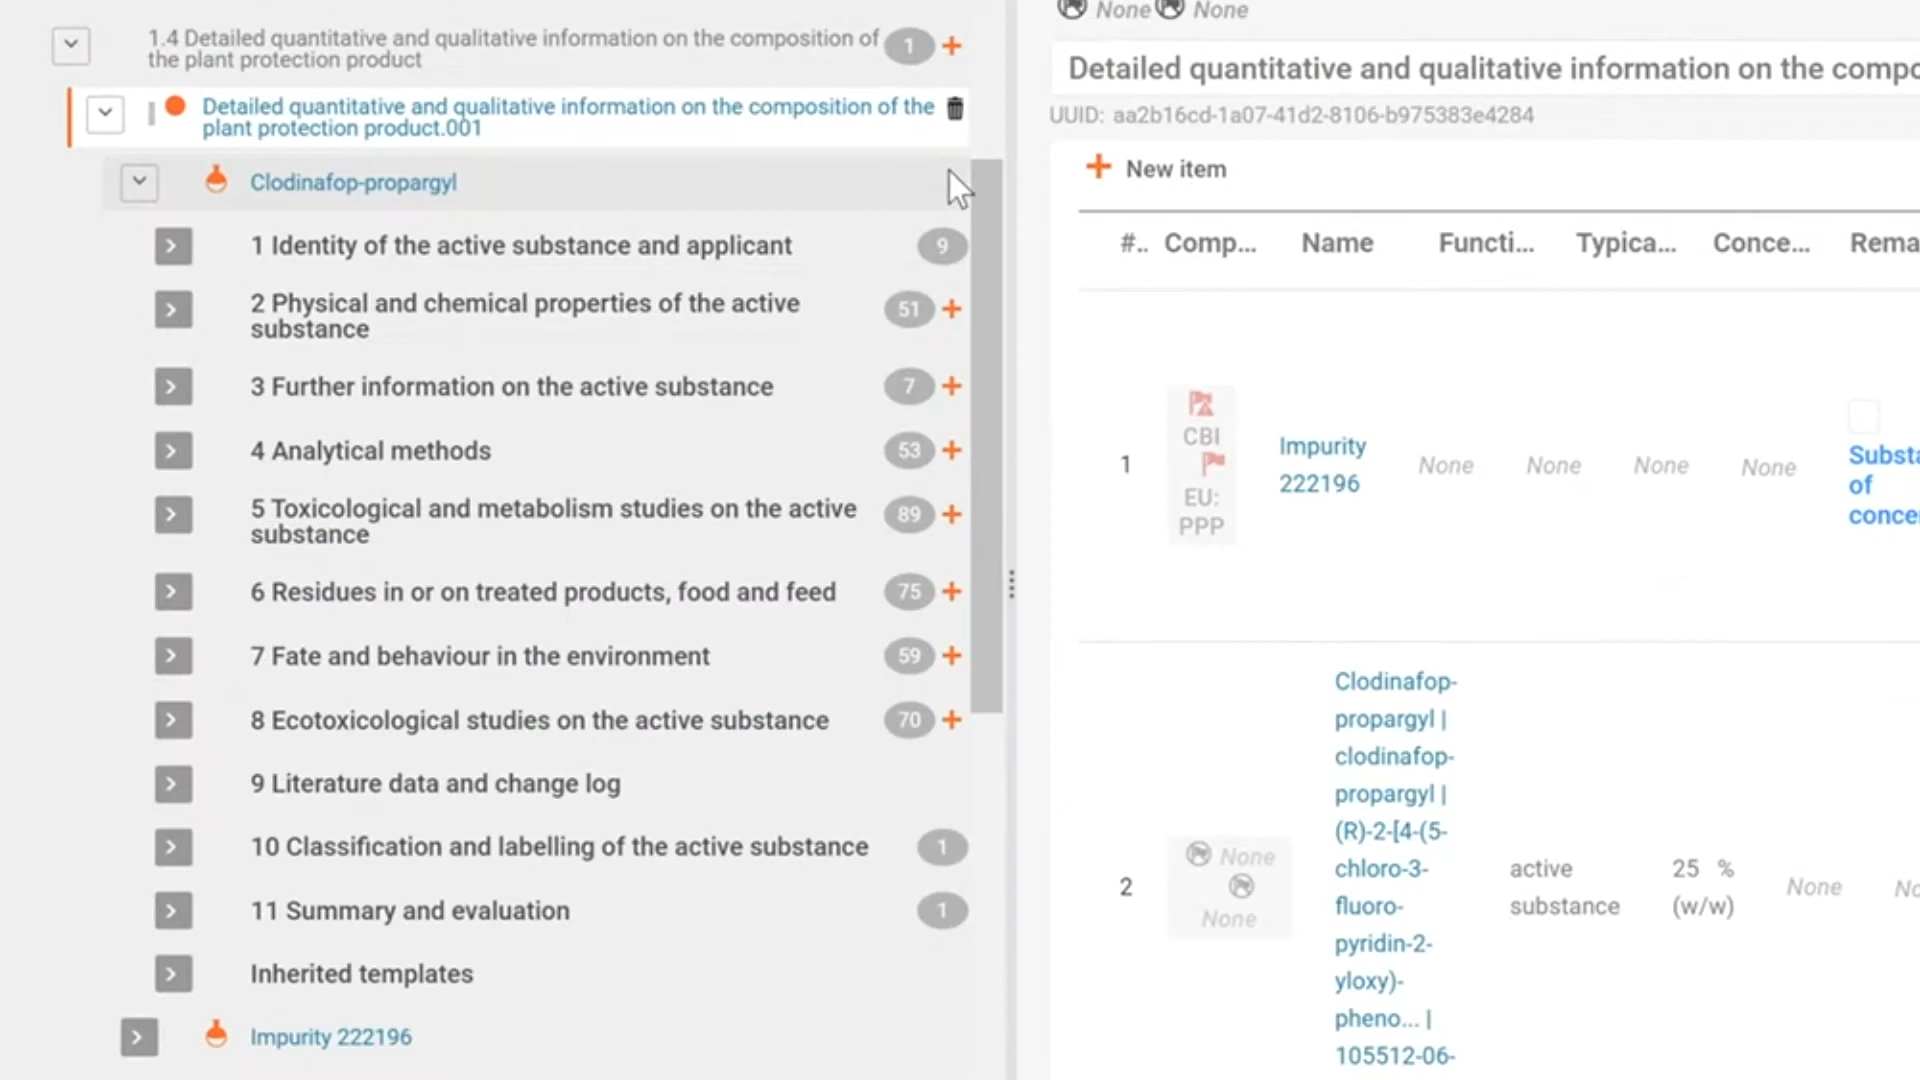 None None
1.4 Detailed quantitative and qualitative information on the composition of
the plant protection product
1 +
Detailed quantitative and qualitative information on the compo
Detailed quantitative and qualitative information on the composition of the
plant protection product.001
UUID: aa2b16cd-1a07-41d2-8106-b975383e4284
Clodinafop-propargyl
+ New item
1 Identity of the active substance and applicant 9
#.. Comp... Name Functi... Typica... Conce... Rema
2 Physical and chemical properties of the active
substance
51 +
3 Further information on the active substance 7 +
4 Analytical methods 53 +
5 Toxicological and metabolism studies on the active
substance
89 +
6 Residues in or on treated products, food and feed 75 +
7 Fate and behaviour in the environment 59 +
8 Ecotoxicological studies on the active substance 70 +
9 Literature data and change log
10 Classification and labelling of the active substance 1
11 Summary and evaluation 1
Inherited templates
Impurity 222196
1
CBI
EU:
PPP
Impurity
222196
None None None None
Substa
of
conce
2
None
None
Clodinafop-
propargyl |
clodinafop-
propargyl |
(R)-2-[4-(5-
chloro-3-
fluoro-
pyridin-2-
yloxy)-
pheno... |
105512-06-
active
substance
25 %
(w/w)
None
No